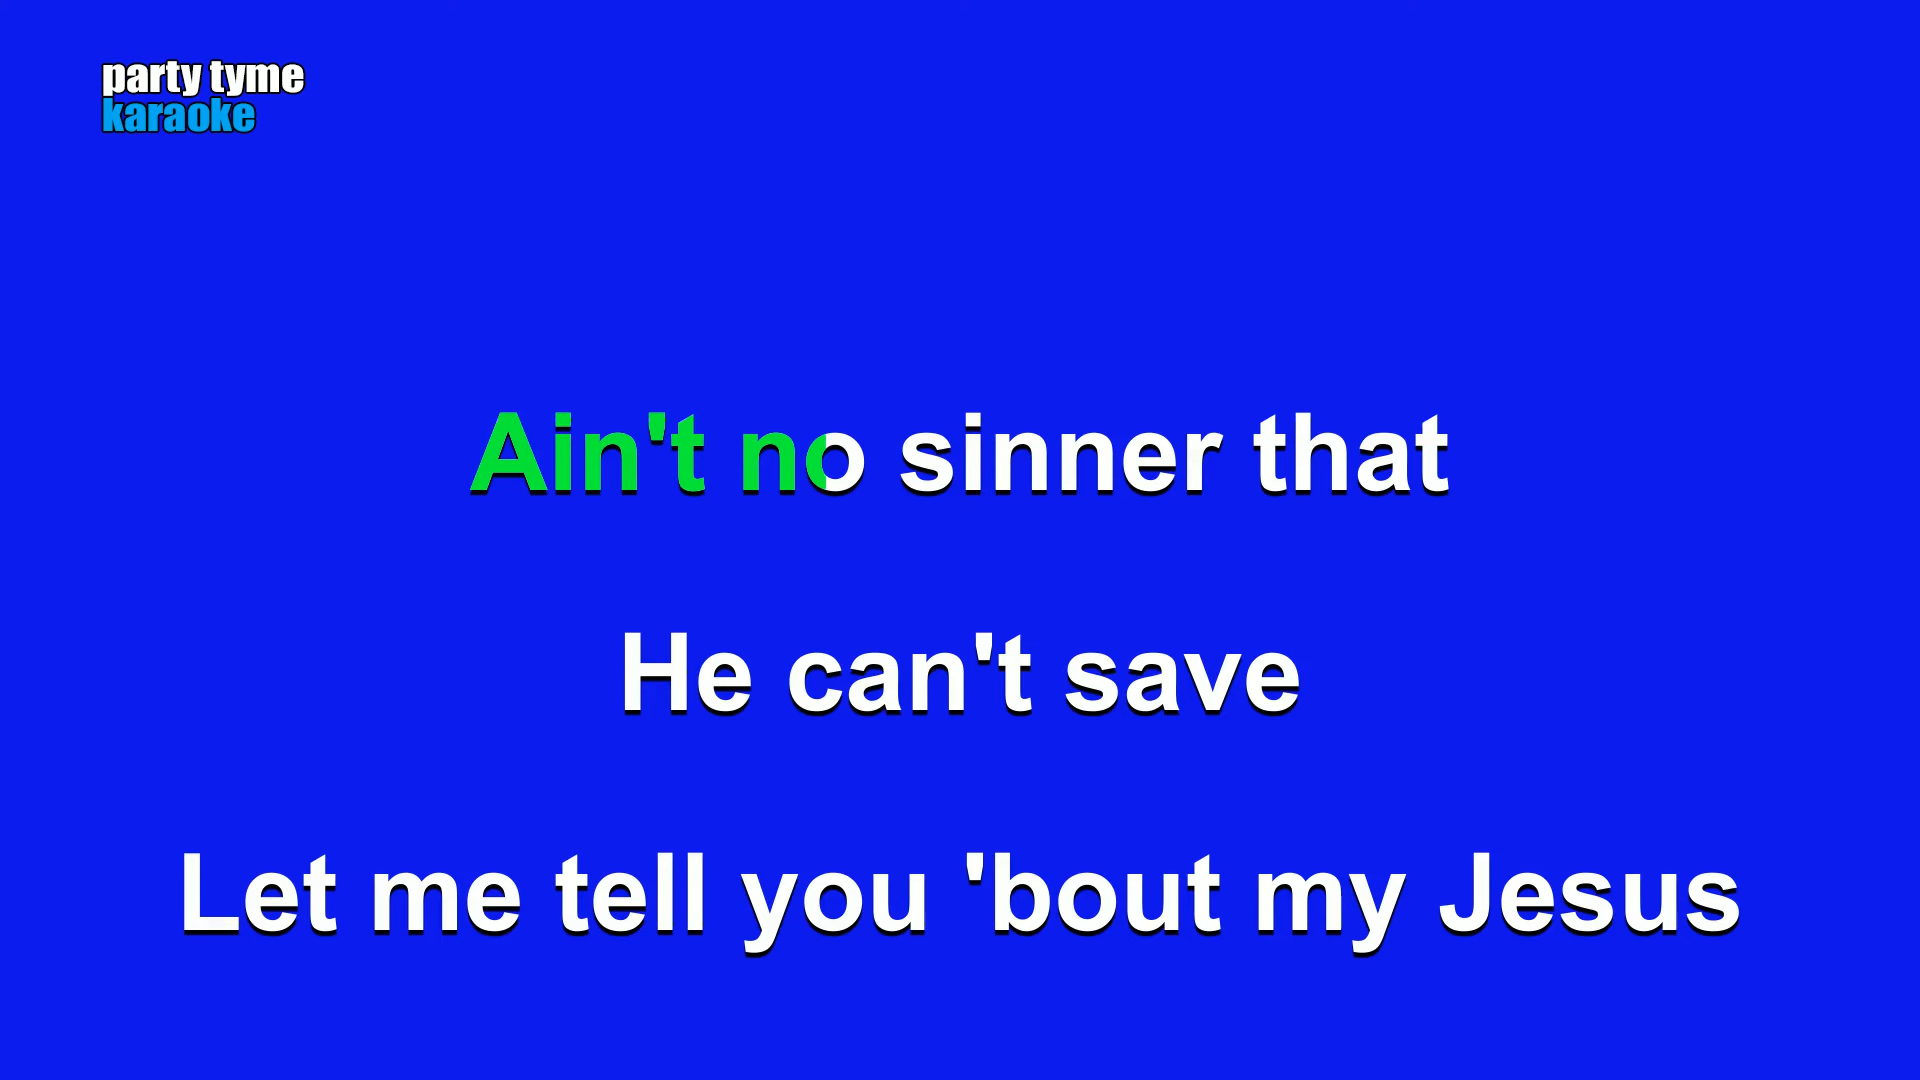 party tyme
karaoke
Ain't no sinner that
He can't save
Let me tell you 'bout my Jesus